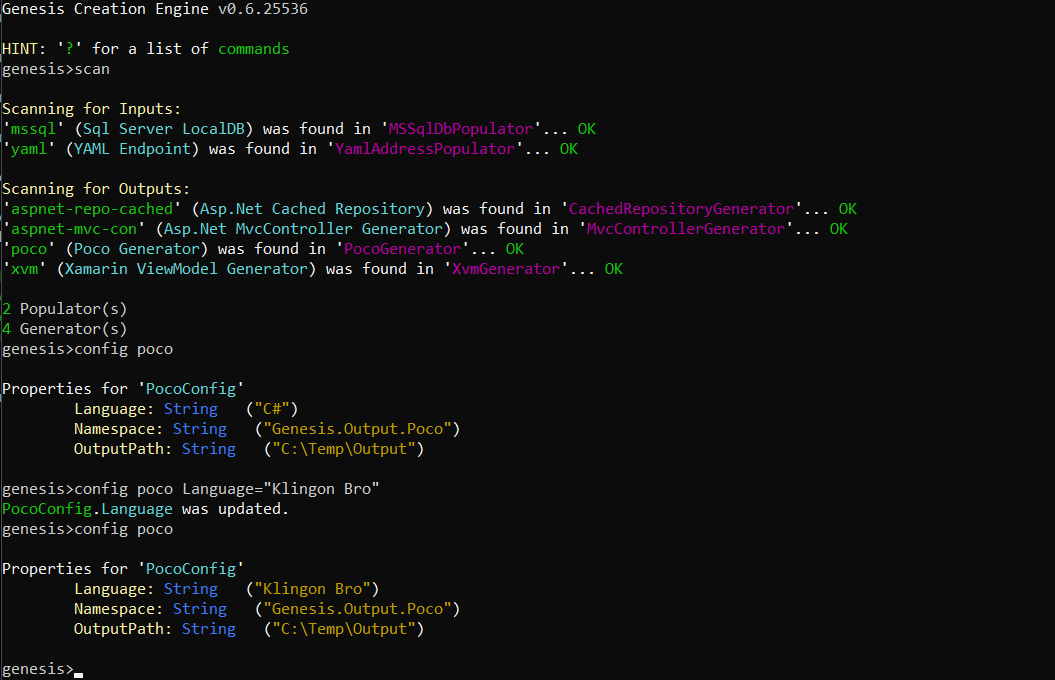 Genesis Creation Engine v0.6.25536
HINT: '?' for a list of commands
genesis>scan
Scanning for Inputs:
'mssql' (Sql Server LocalDB) was found in 'MSSqlDbPopulator'... OK
'yaml' (YAML Endpoint) was found in 'YamlAddressPopulator'... OK
Scanning for Outputs:
'aspnet-repo-cached' (Asp.Net Cached Repository) was found in 'CachedRepositoryGenerator'... OK
'aspnet-mvc-con' (Asp.Net MvcController Generator) was found in 'MvcControllerGenerator'... OK
'poco' (Poco Generator) was found in 'PocoGenerator'... OK
'xvm' (Xamarin ViewModel Generator) was found in 'XvmGenerator'... OK
2 Populator(s)
4 Generator(s)
genesis>config poco
Properties for 'PocoConfig'
Language: String ("C#")
Namespace: String ("Genesis.Output.Poco")
OutputPath: String ("C:\Temp\Output")
genesis>config poco Language="Klingon Bro"
PocoConfig.Language was updated.
genesis>config poco
Properties for 'PocoConfig'
Language: String ("Klingon Bro")
Namespace: String ("Genesis.Output.Poco")
OutputPath: String ("C:\Temp\Output")
genesis>